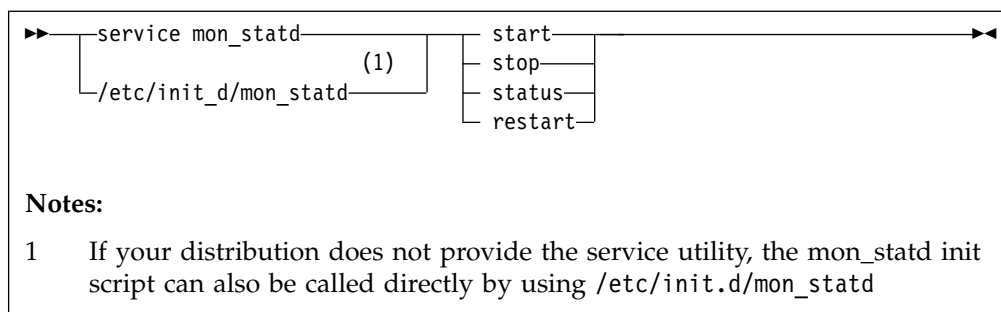 service mon_statd start
(1) stop
/etc/init_d/mon_statd status
restart
Notes:
1 If your distribution does not provide the service utility, the mon_statd init
script can also be called directly by using /etc/init.d/mon_statd